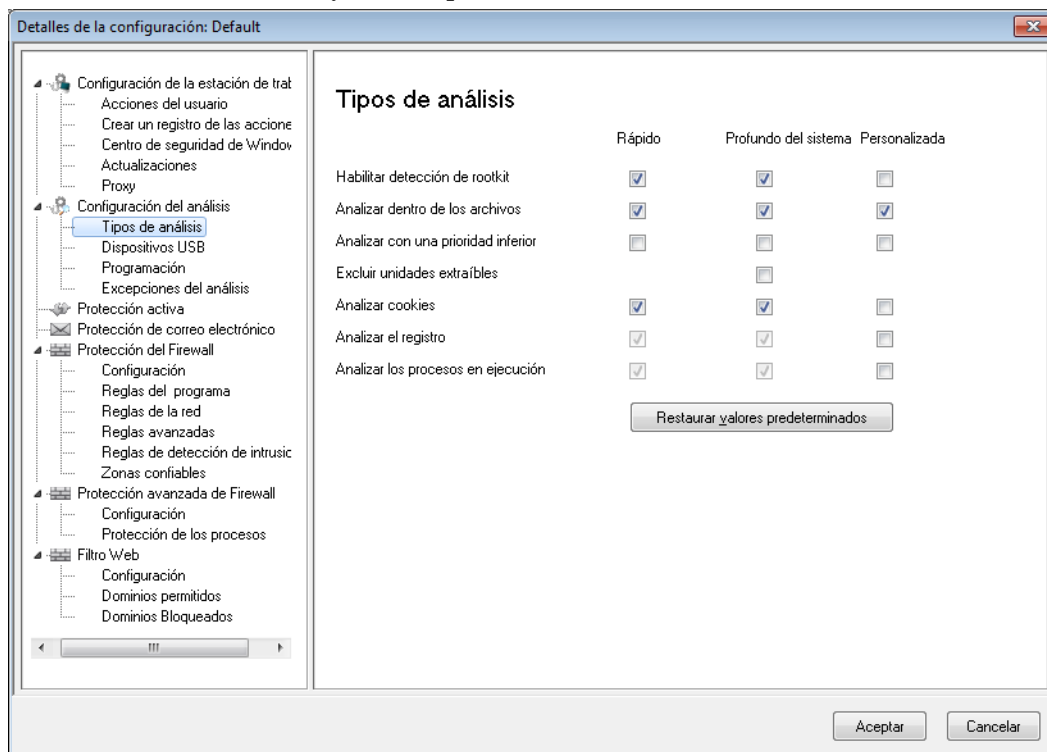 Detalles de la configuración: Default
Configuración de la estación de trat
Acciones del usuario
Crear un registro de las accione
Centro de seguridad de Window
Actualizaciones
Proxy
Configuración del análisis
Tipos de análisis
Dispositivos USB
Programación
Excepciones del análisis
Protección activa
Protección de correo electrónico
Protección del Firewall
Configuración
Reglas del programa
Reglas de la red
Reglas avanzadas
Reglas de detección de intrusic
Zonas confiables
Protección avanzada de Firewall
Configuración
Protección de los procesos
Filtro Web
Configuración
Dominios permitidos
Dominios Bloqueados
Tipos de análisis
Rápido Profundo del sistema Personalizada
Habilitar detección de rootkit
Analizar dentro de los archivos
Analizar con una prioridad inferior
Excluir unidades extraíbles
Analizar cookies
Analizar el registro
Analizar los procesos en ejecución
Restaurar valores predeterminados
Aceptar Cancelar